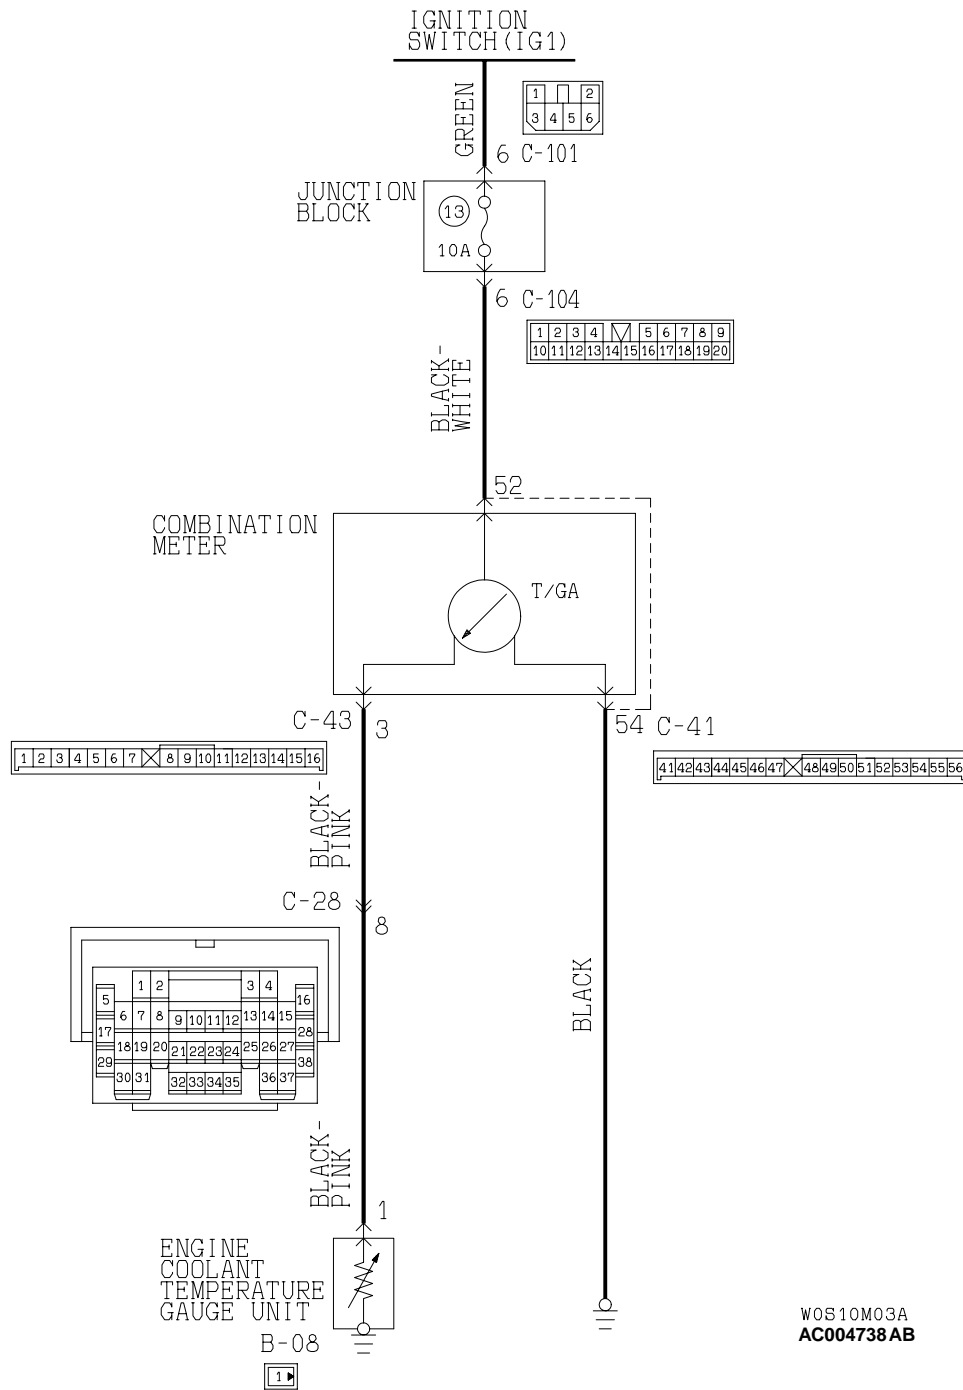 IGNITION
SWITCH(IG1)
GREEN
1 2
3 4 5 6
6 C-101
JUNCTION
BLOCK
13
10A
6 C-104
1 2 3 4 5 6 7 8 9
10 11 12 13 14 15 16 17 18 19 20
BLACK-
WHITE
52
COMBINATION
METER
T/GA
C-43 3
54 C-41
1 2 3 4 5 6 7 8 9 10 11 12 13 14 15 16
41 42 43 44 45 46 47 48 49 50 51 52 53 54 55 56
BLACK-
PINK
C-28
8
1 2 3 4
5 16
6 7 8 9 10 11 12 13 14 15
17 28
18 19 20 21 22 23 24 25 26 27
29 38
30 31 32 33 34 35 36 37
BLACK
BLACK-
PINK
1
ENGINE
COOLANT
TEMPERATURE
GAUGE UNIT
B-08
1
W0S10M03A
AC004738AB